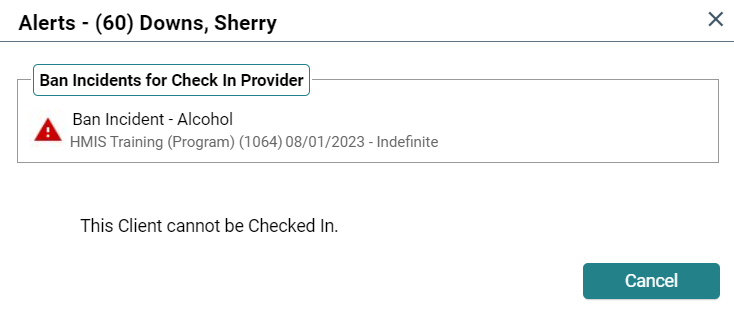 Alerts - (60) Downs, Sherry
Ban Incidents for Check In Provider
Ban Incident - Alcohol
HMIS Training (Program) (1064) 08/01/2023 - Indefinite
This Client cannot be Checked In.
Cancel